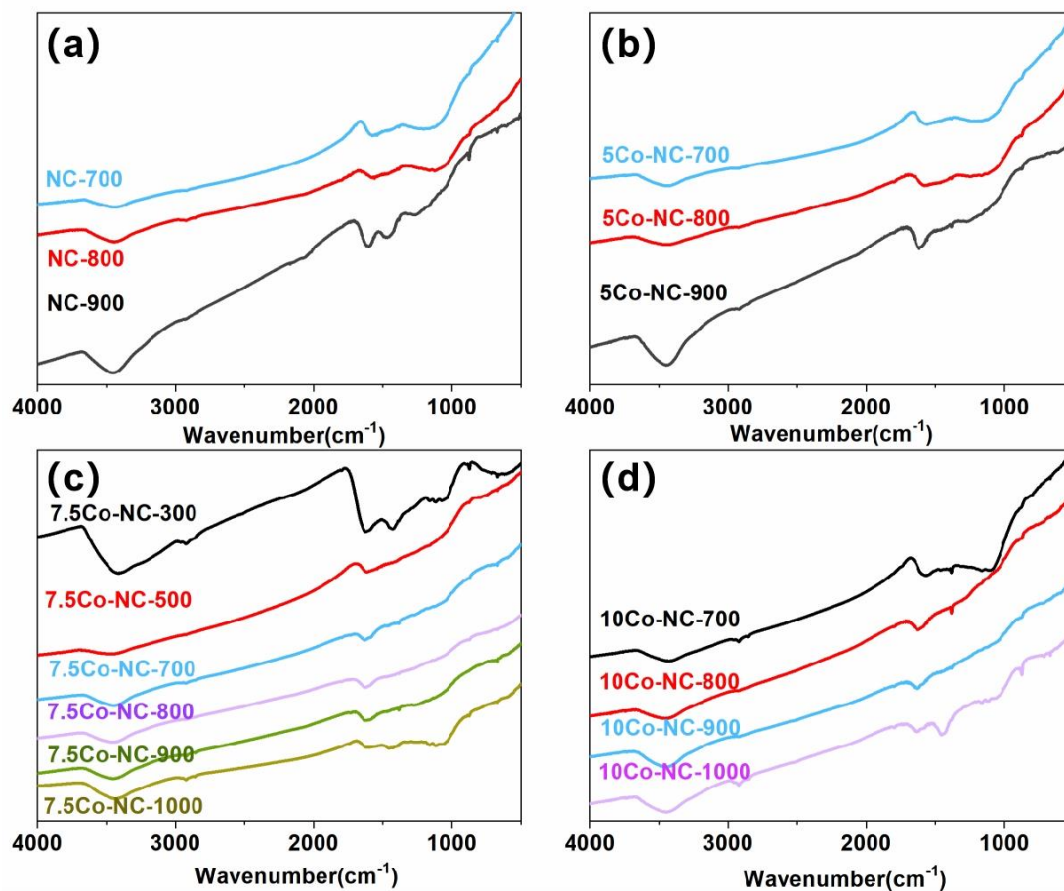 (a)
NC-700
NC-800
NC-900
4000 3000 2000 1000
Wavenumber(cm⁻¹)
(b)
5Co-NC-700
5Co-NC-800
5Co-NC-900
4000 3000 2000 1000
Wavenumber(cm⁻¹)
(c)
7.5Co-NC-300
7.5Co-NC-500
7.5Co-NC-700
7.5Co-NC-800
7.5Co-NC-900
7.5Co-NC-1000
4000 3000 2000 1000
Wavenumber(cm⁻¹)
(d)
10Co-NC-700
10Co-NC-800
10Co-NC-900
10Co-NC-1000
4000 3000 2000 1000
Wavenumber(cm⁻¹)